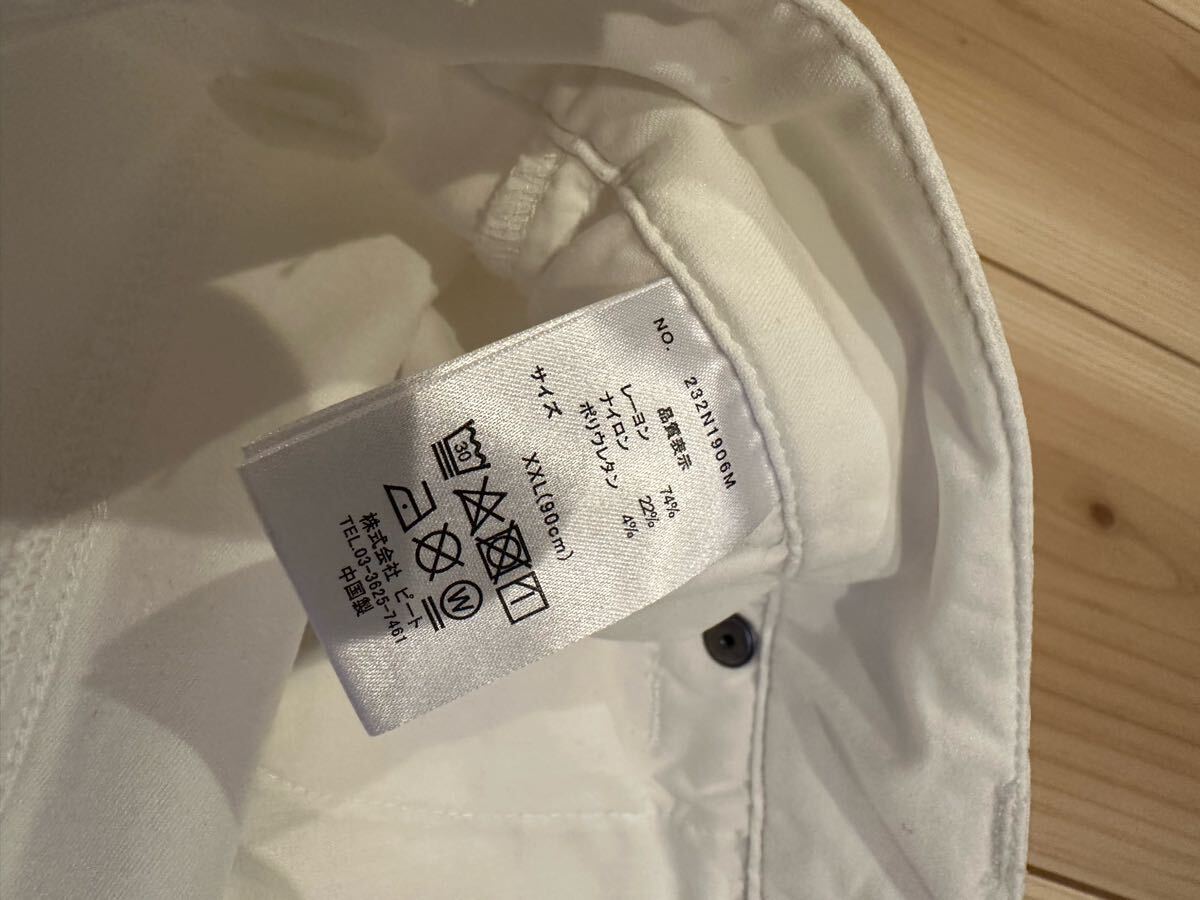 NO. 232N1906M
品質表示
レーヨン 74%
ナイロン 22%
ポリウレタン 4%
サイズ XXL(90cm)
30
W
株式会社 ピート
TEL.03-3625-7461
中国製